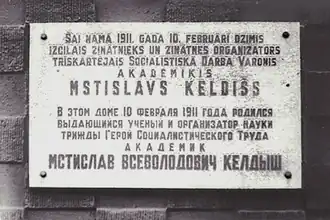 ŠAI NAMĀ 1911. GADA 10. FEBRUĀRĪ DZIMIS
IZCILAIS ZINĀTNIEKS UN ZINĀTNES ORGANIZATORS
TRĪSKĀRTĒJAIS SOCIĀLISTISKĀ DARBA VARONIS
AKADĒMIĶIS
MSTISLAVS KELDIŠS
В ЭТОМ ДОМЕ 10 ФЕВРАЛЯ 1911 ГОДА РОДИЛСЯ
ВЫДАЮЩИЙСЯ УЧЕНЫЙ И ОРГАНИЗАТОР НАУКИ
ТРИЖДЫ ГЕРОЙ СОЦИАЛИСТИЧЕСКОГО ТРУДА
АКАДЕМИК
МСТИСЛАВ ВСЕВОЛОДОВИЧ КЕЛДЫШ